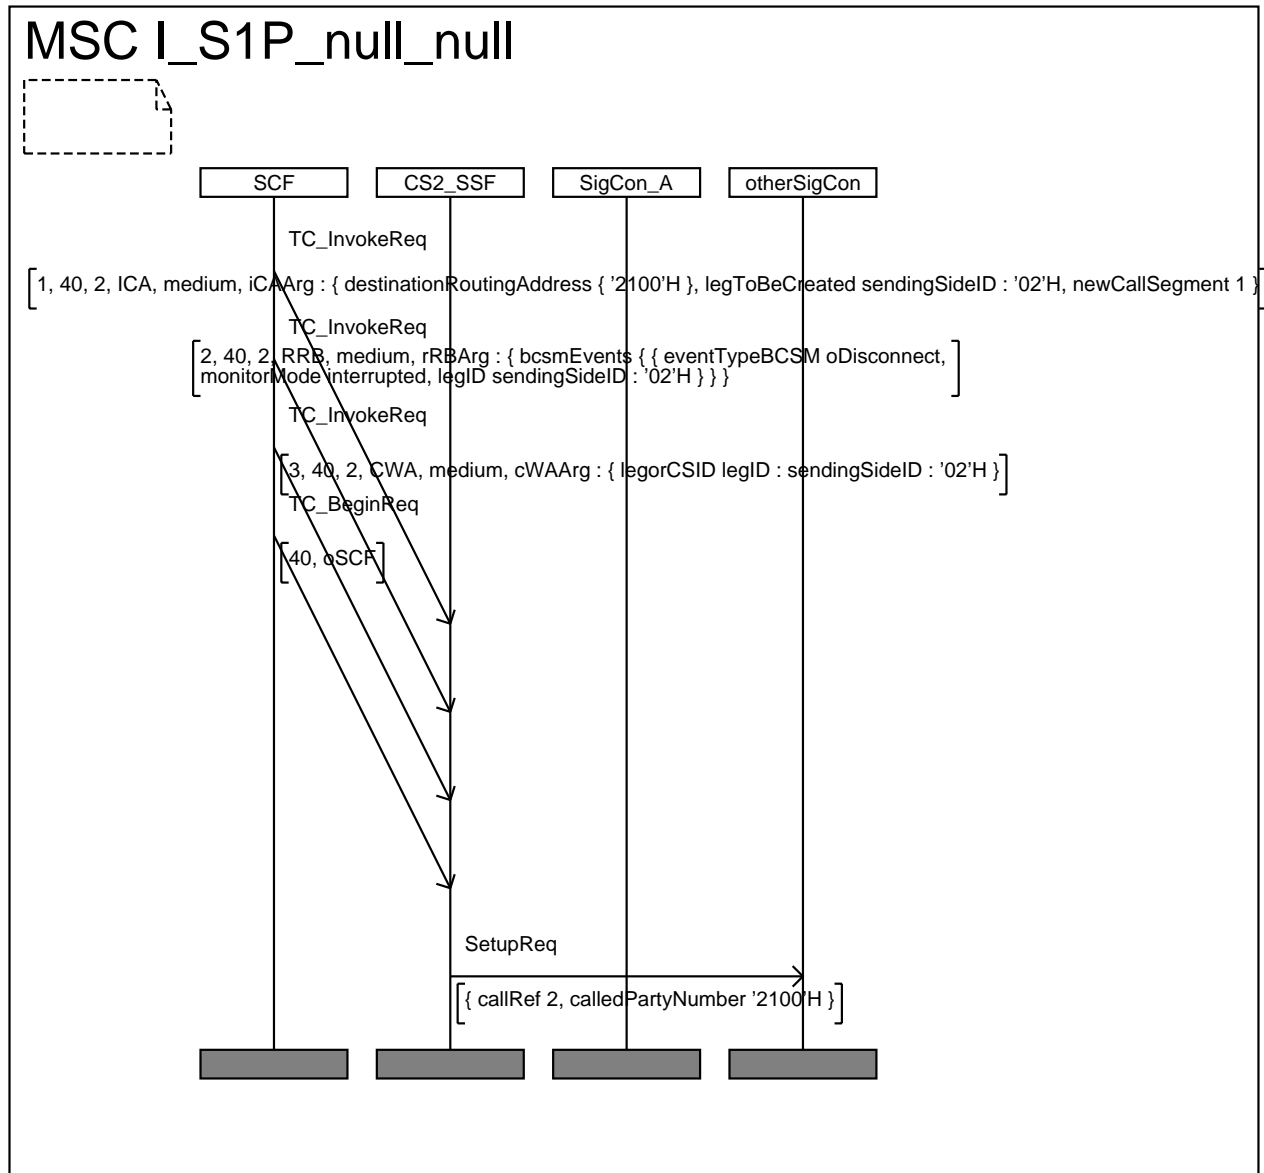 MSC I_S1P_null_null
SCF
CS2_SSF
SigCon_A
otherSigCon
TC_InvokeReq
1, 40, 2, ICA, medium, iCAArg : { destinationRoutingAddress { '2100'H }, legToBeCreated sendingSideID : '02'H, newCallSegment 1 }
TC_InvokeReq
2, 40, 2, RRB, medium, rRBArg : { bcsmEvents { { eventTypeBCSM oDisconnect,
monitorMode interrupted, legID sendingSideID : '02'H } } }
TC_InvokeReq
3, 40, 2, CWA, medium, cWAArg : { legorCSID legID : sendingSideID : '02'H }
TC_BeginReq
40, oSCF
SetupReq
{ callRef 2, calledPartyNumber '2100'H }